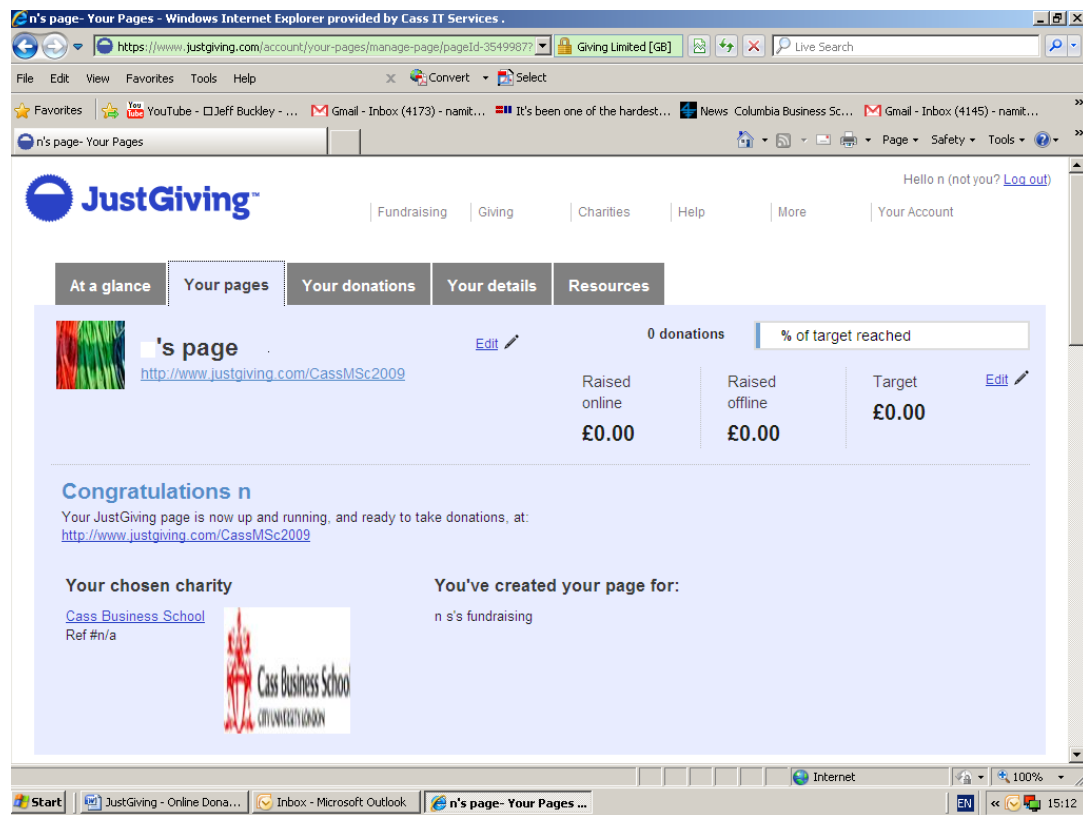 n's page- Your Pages - Windows Internet Explorer provided by Cass IT Services .
https://www.justgiving.com/account/your-pages/manage-page/pageId-3549987? Giving Limited [GB] Live Search
File Edit View Favorites Tools Help x Convert Select
Favorites YouTube - □Jeff Buckley - ... Gmail - Inbox (4173) - namit... It's been one of the hardest... News Columbia Business Sc... Gmail - Inbox (4145) - namit... »
n's page- Your Pages Page Safety Tools »
Hello n (not you? Log out)
JustGiving™
Fundraising Giving Charities Help More Your Account
At a glance Your pages Your donations Your details Resources
's page
Edit
0 donations
% of target reached
http://www.justgiving.com/CassMSc2009
Raised online
£0.00
Raised offline
£0.00
Target
£0.00
Edit
Congratulations n
Your JustGiving page is now up and running, and ready to take donations, at:
http://www.justgiving.com/CassMSc2009
Your chosen charity
Cass Business School
Ref #n/a
Cass Business School
CITY UNIVERSITY LONDON
You've created your page for:
n s's fundraising
Internet 100%
Start JustGiving - Online Dona... Inbox - Microsoft Outlook n's page- Your Pages ... EN « 15:12